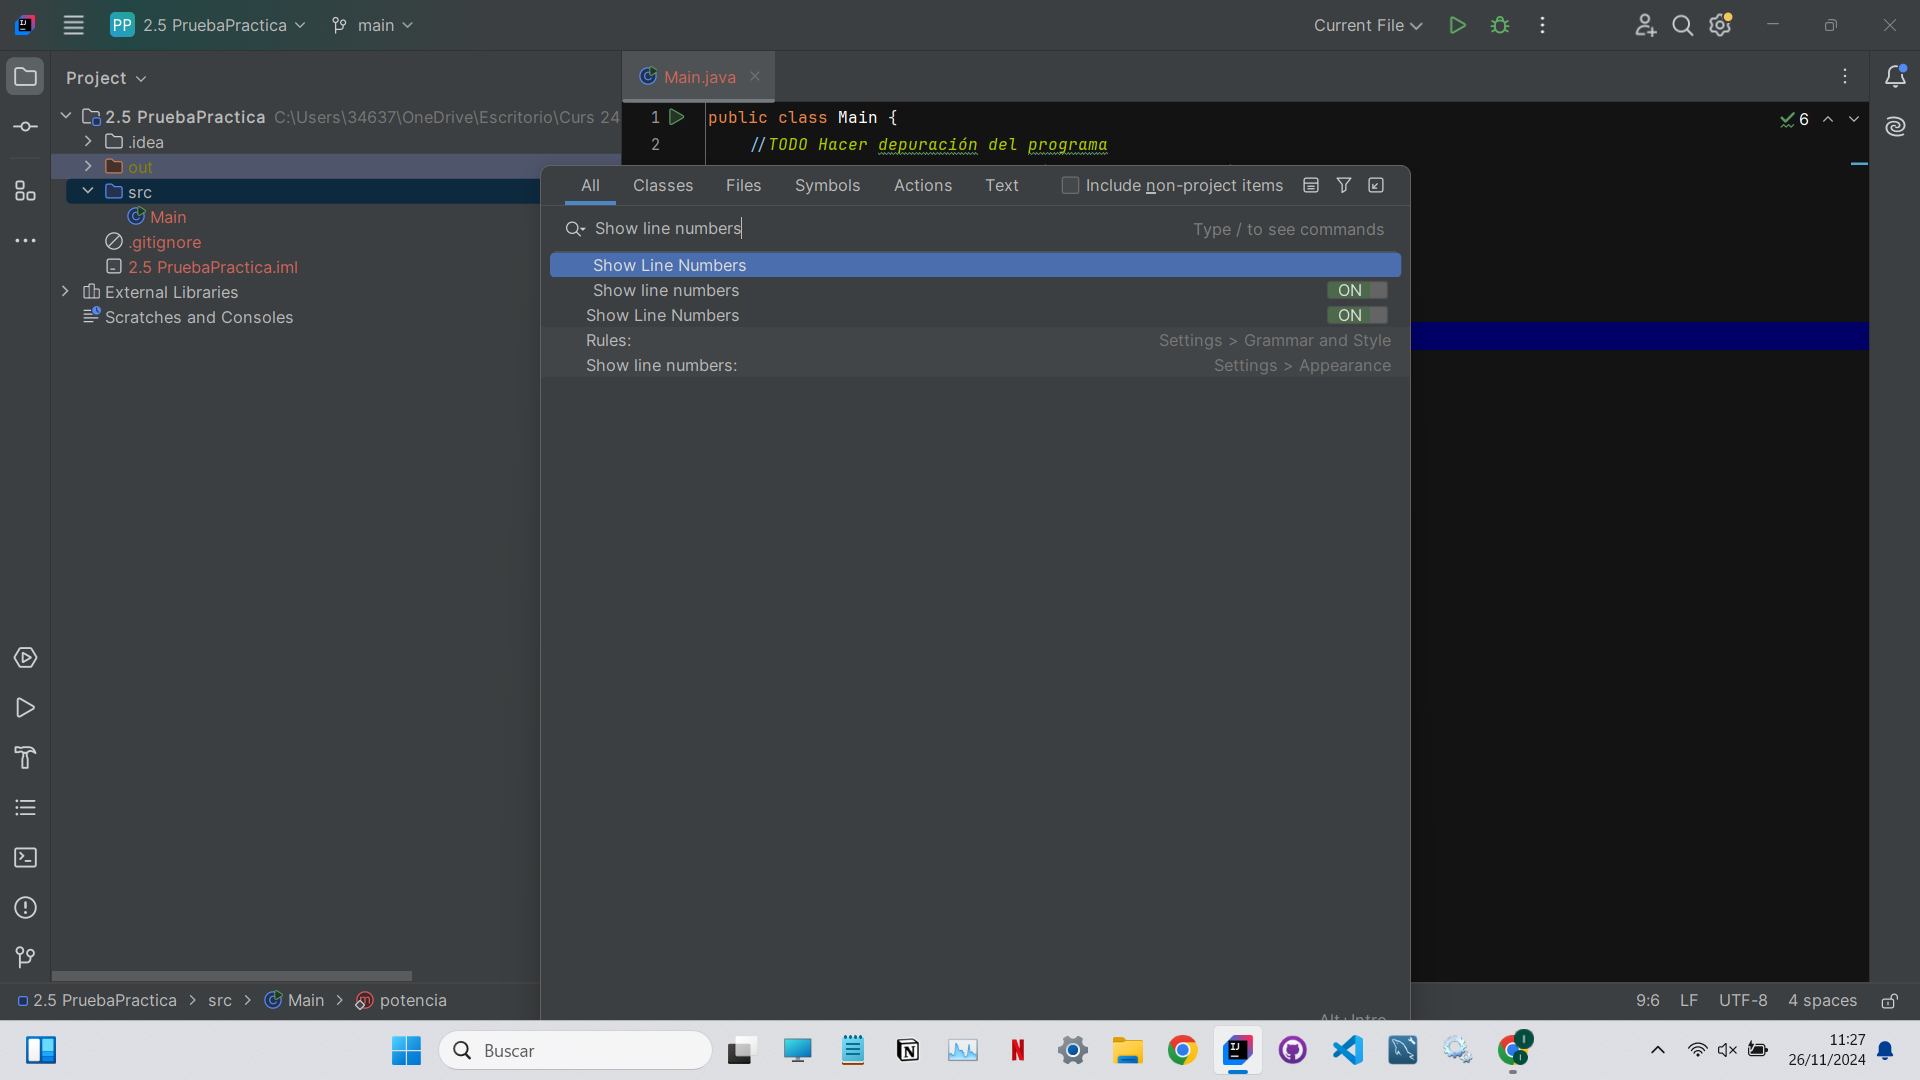 PP 2.5 PruebaPractica main Current File
Project
Main.java
2.5 PruebaPractica C:\Users\34637\OneDrive\Escritorio\Curs 24
.idea
out
src
Main
.gitignore
2.5 PruebaPractica.iml
External Libraries
Scratches and Consoles
1 public class Main {
2 //TODO Hacer depuración del programa
6
All Classes Files Symbols Actions Text Include non-project items
Show line numbers Type / to see commands
Show Line Numbers
Show line numbers ON
Show Line Numbers ON
Rules: Settings > Grammar and Style
Show line numbers: Settings > Appearance
2.5 PruebaPractica > src > Main > potencia
9:6 LF UTF-8 4 spaces
Buscar
11:27
26/11/2024